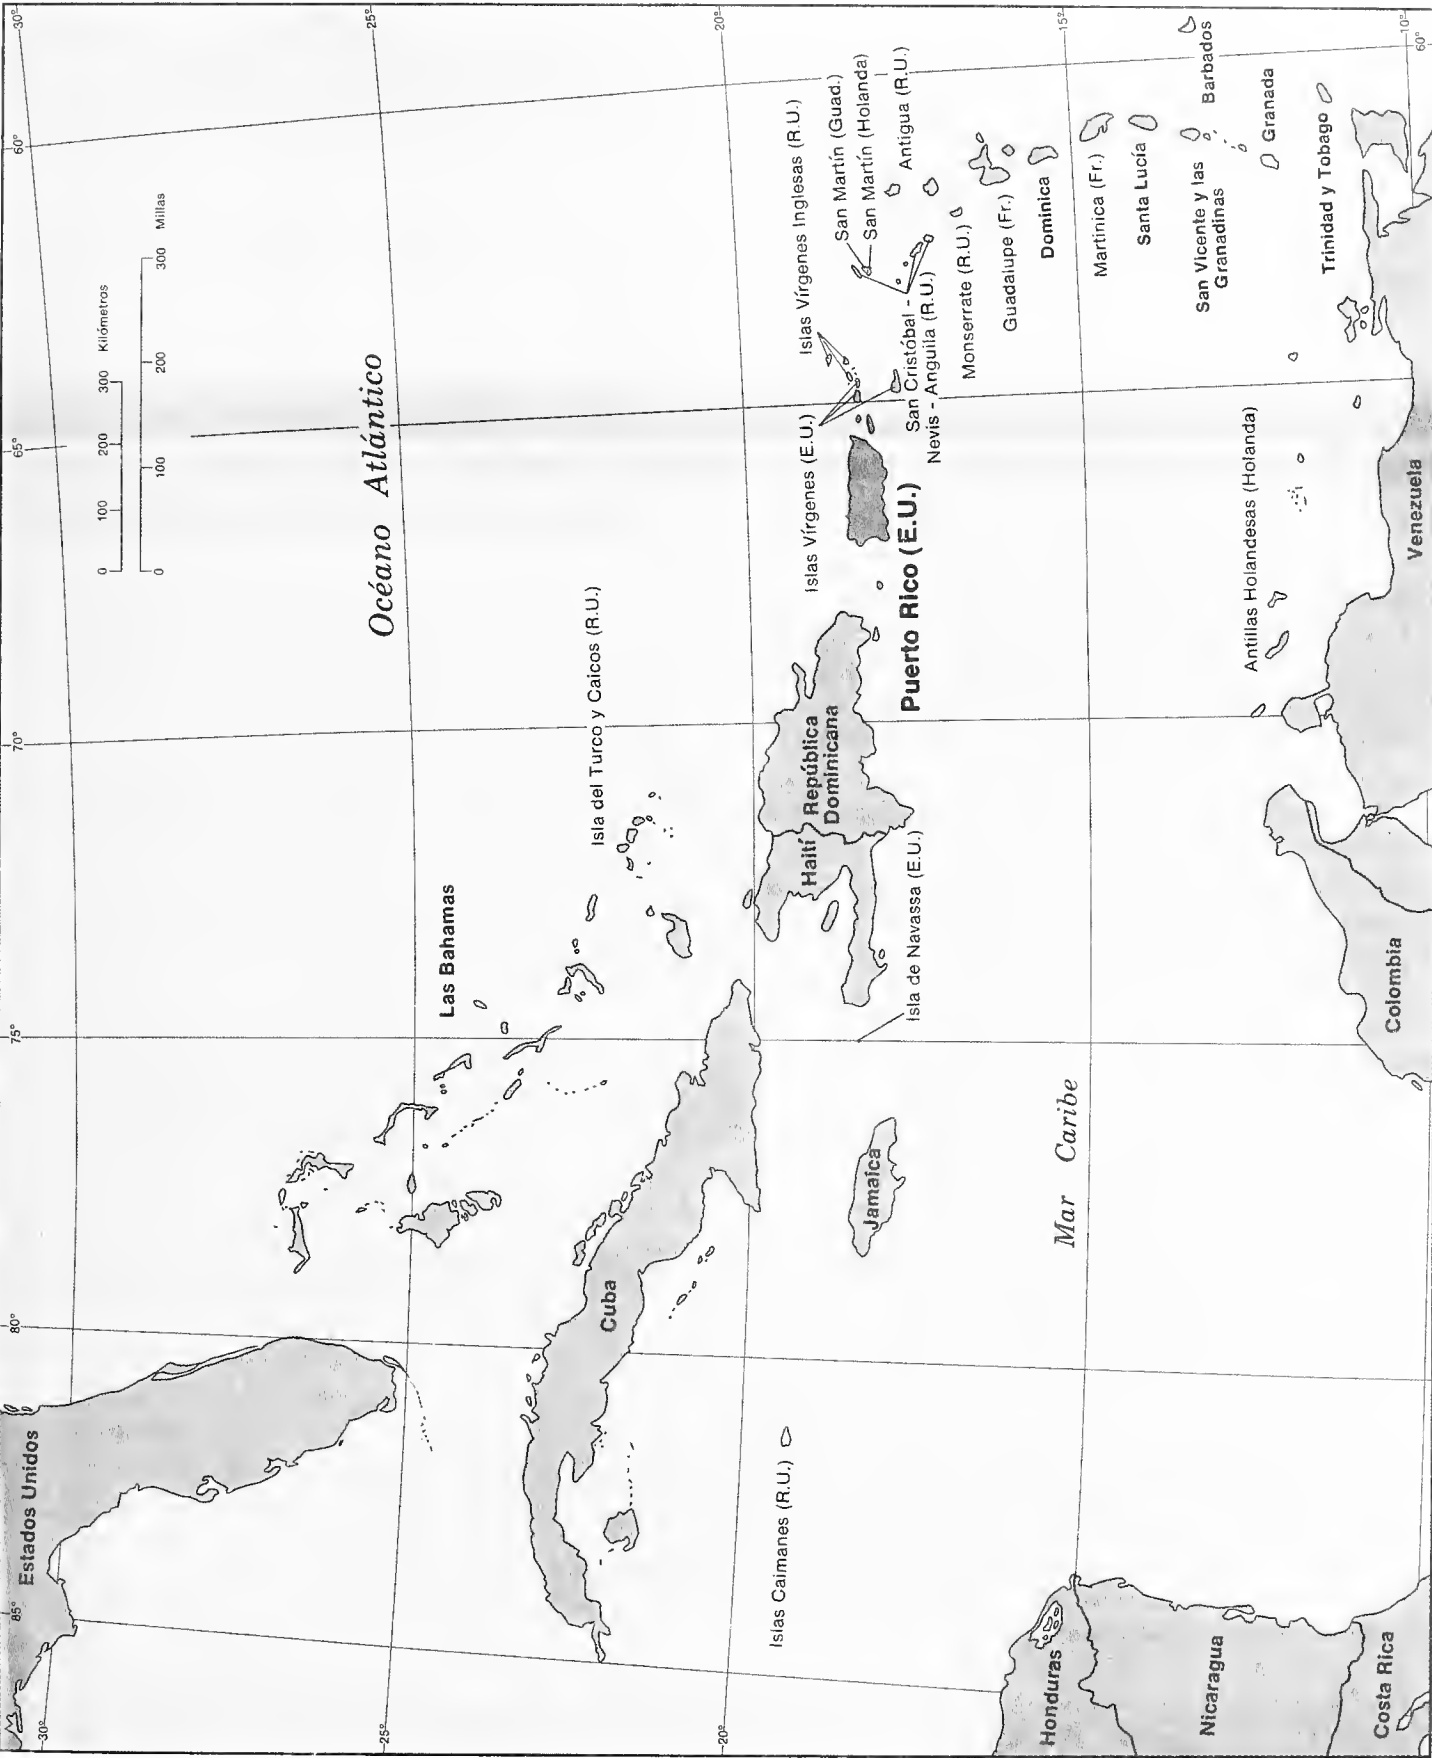 85°
80°
75°
70°
65°
60°
30°
30°
25°
25°
20°
20°
15°
10°
60°
Estados Unidos
Kilómetros
0
100
200
300
0
100
200
300
Millas
Océano Atlántico
Las Bahamas
Isla del Turco y Caicos (R.U.)
Cuba
Islas Caimanes (R.U.)
Jamaica
Haití
República
Dominicana
Isla de Navassa (E.U.)
Puerto Rico (E.U.)
Islas Vírgenes (E.U.)
Islas Vírgenes Inglesas (R.U.)
San Martín (Guad.)
San Martín (Holanda)
Antigua (R.U.)
San Cristóbal -
Nevis - Anguila (R.U.)
Monserrate (R.U.)
Guadalupe (Fr.)
Dominica
Martinica (Fr.)
Santa Lucía
San Vicente y las
Granadinas
Barbados
Granada
Trinidad y Tobago
Antillas Holandesas (Holanda)
Mar Caribe
Honduras
Nicaragua
Costa Rica
Colombia
Venezuela